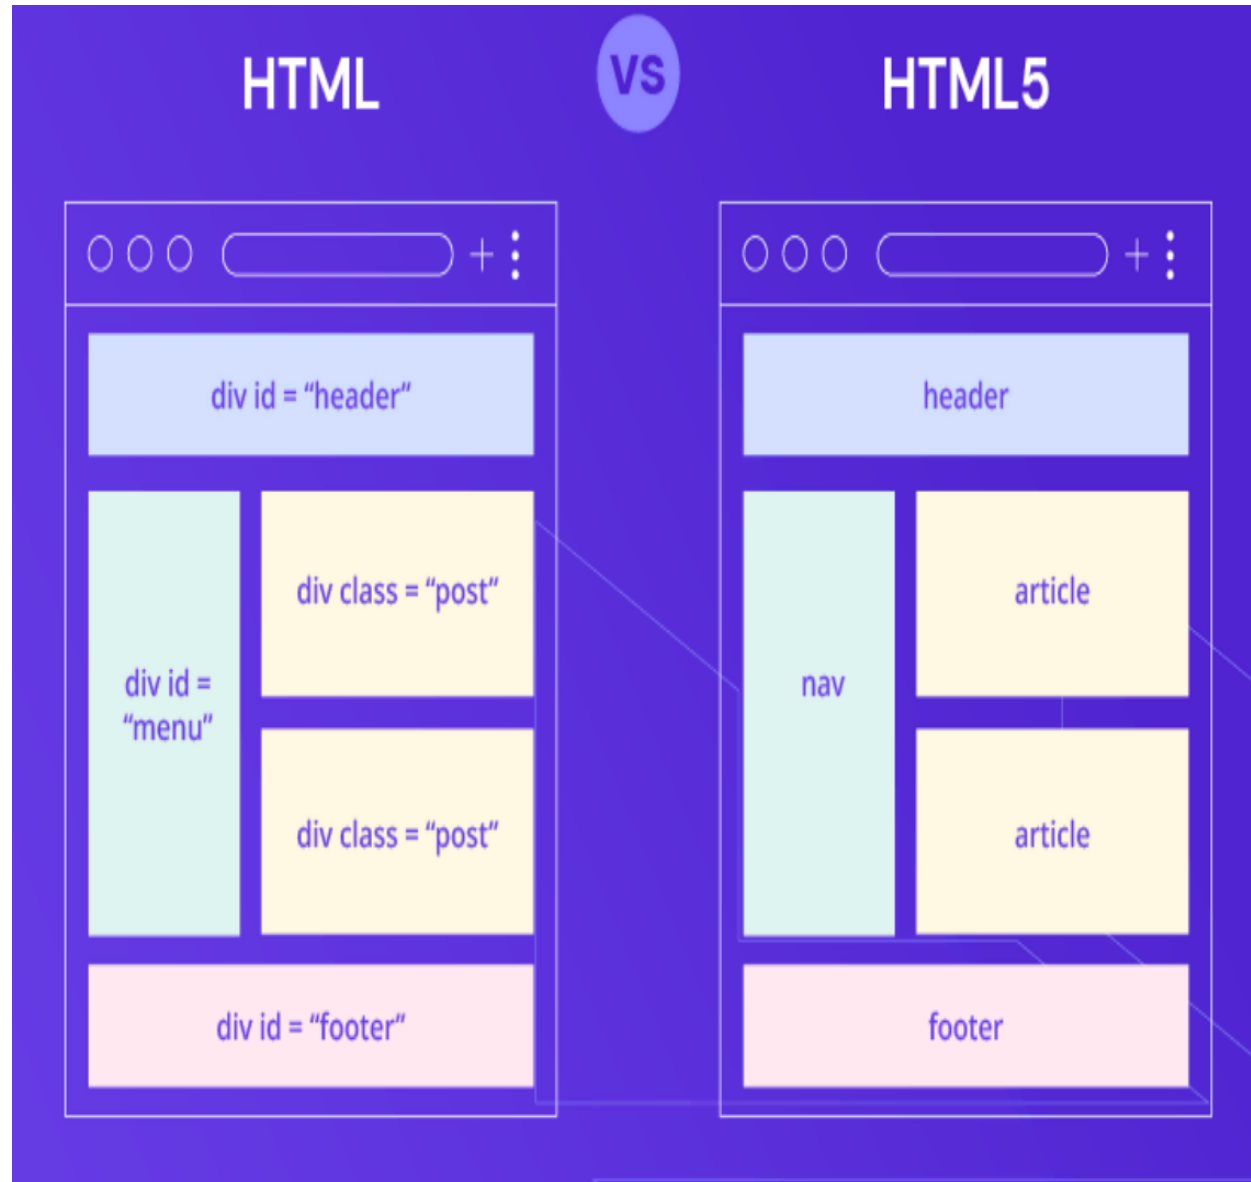 HTML
VS
HTML5
div id = “header”
div id =
“menu”
div class = “post”
div class = “post”
div id = “footer”
header
nav
article
article
footer